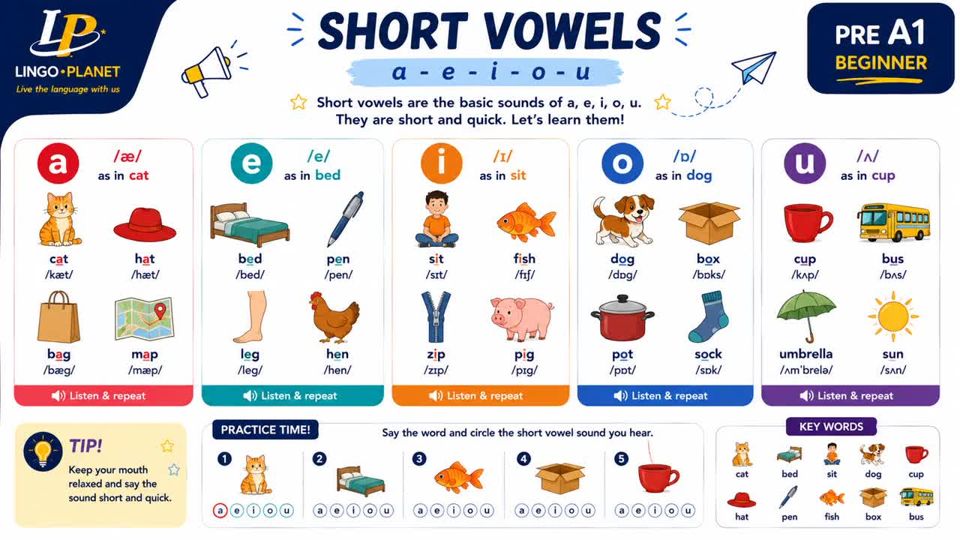 LP
LINGO•PLANET
Live the language with us
SHORT VOWELS
a - e - i - o - u
Short vowels are the basic sounds of a, e, i, o, u.
They are short and quick. Let's learn them!
PRE A1
BEGINNER
a /æ/
as in cat
cat hat
/kæt/ /hæt/
bag map
/bæg/ /mæp/
Listen & repeat
e /e/
as in bed
bed pen
/bed/ /pen/
leg hen
/leg/ /hen/
Listen & repeat
i /ɪ/
as in sit
sit fish
/sɪt/ /fɪʃ/
zip pig
/zɪp/ /pɪg/
Listen & repeat
o /ɒ/
as in dog
dog box
/dɒg/ /bɒks/
pot sock
/pɒt/ /sɒk/
Listen & repeat
u /ʌ/
as in cup
cup bus
/kʌp/ /bʌs/
umbrella sun
/ʌm'brelə/ /sʌn/
Listen & repeat
TIP!
Keep your mouth
relaxed and say the
sound short and quick.
PRACTICE TIME!
Say the word and circle the short vowel sound you hear.
1 2 3 4 5
a e i o u a e i o u a e i o u a e i o u a e i o u
KEY WORDS
cat bed sit dog cup
hat pen fish box bus